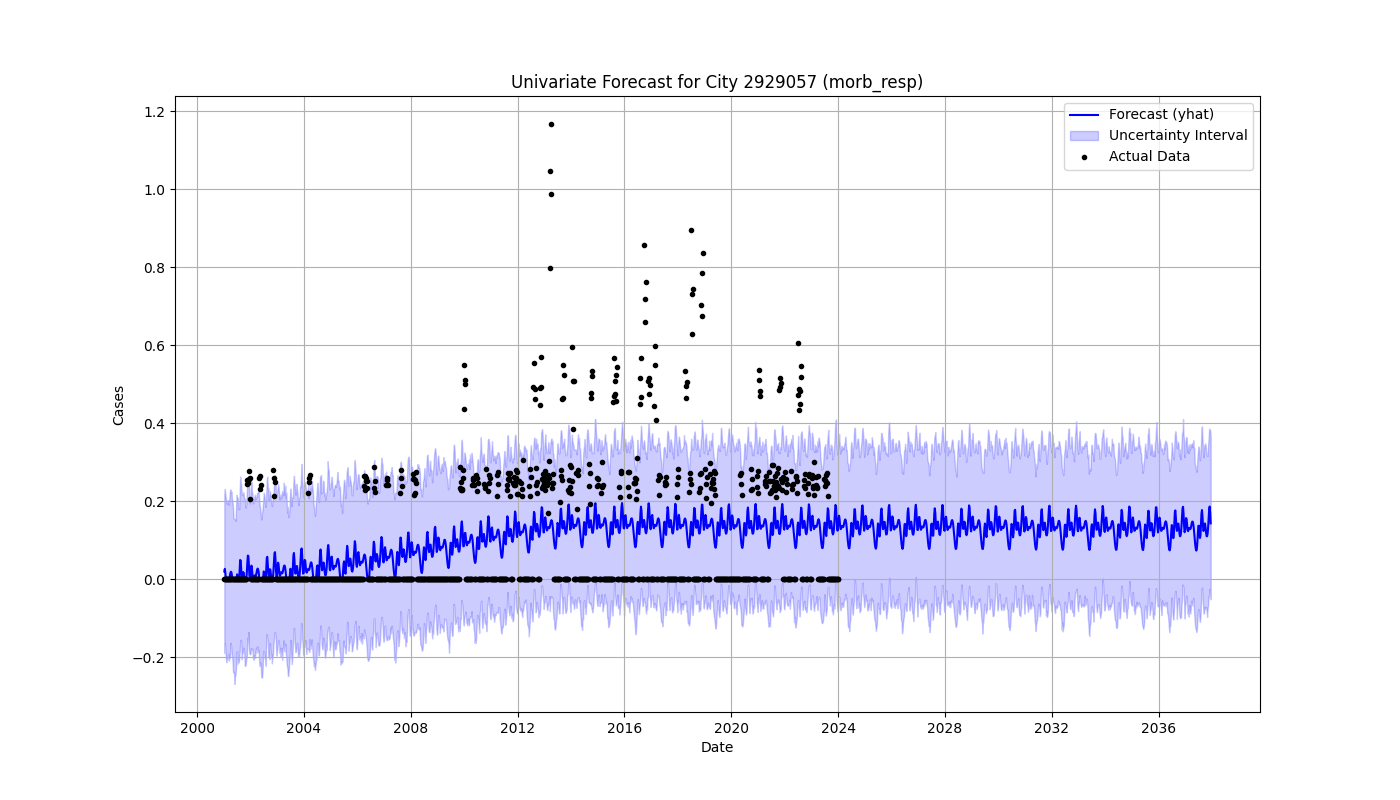 Univariate Forecast for City 2929057 (morb_resp)
Forecast (yhat)
Uncertainty Interval
Actual Data
Cases
1.2
1.0
0.8
0.6
0.4
0.2
0.0
−0.2
2000 2004 2008 2012 2016 2020 2024 2028 2032 2036
Date